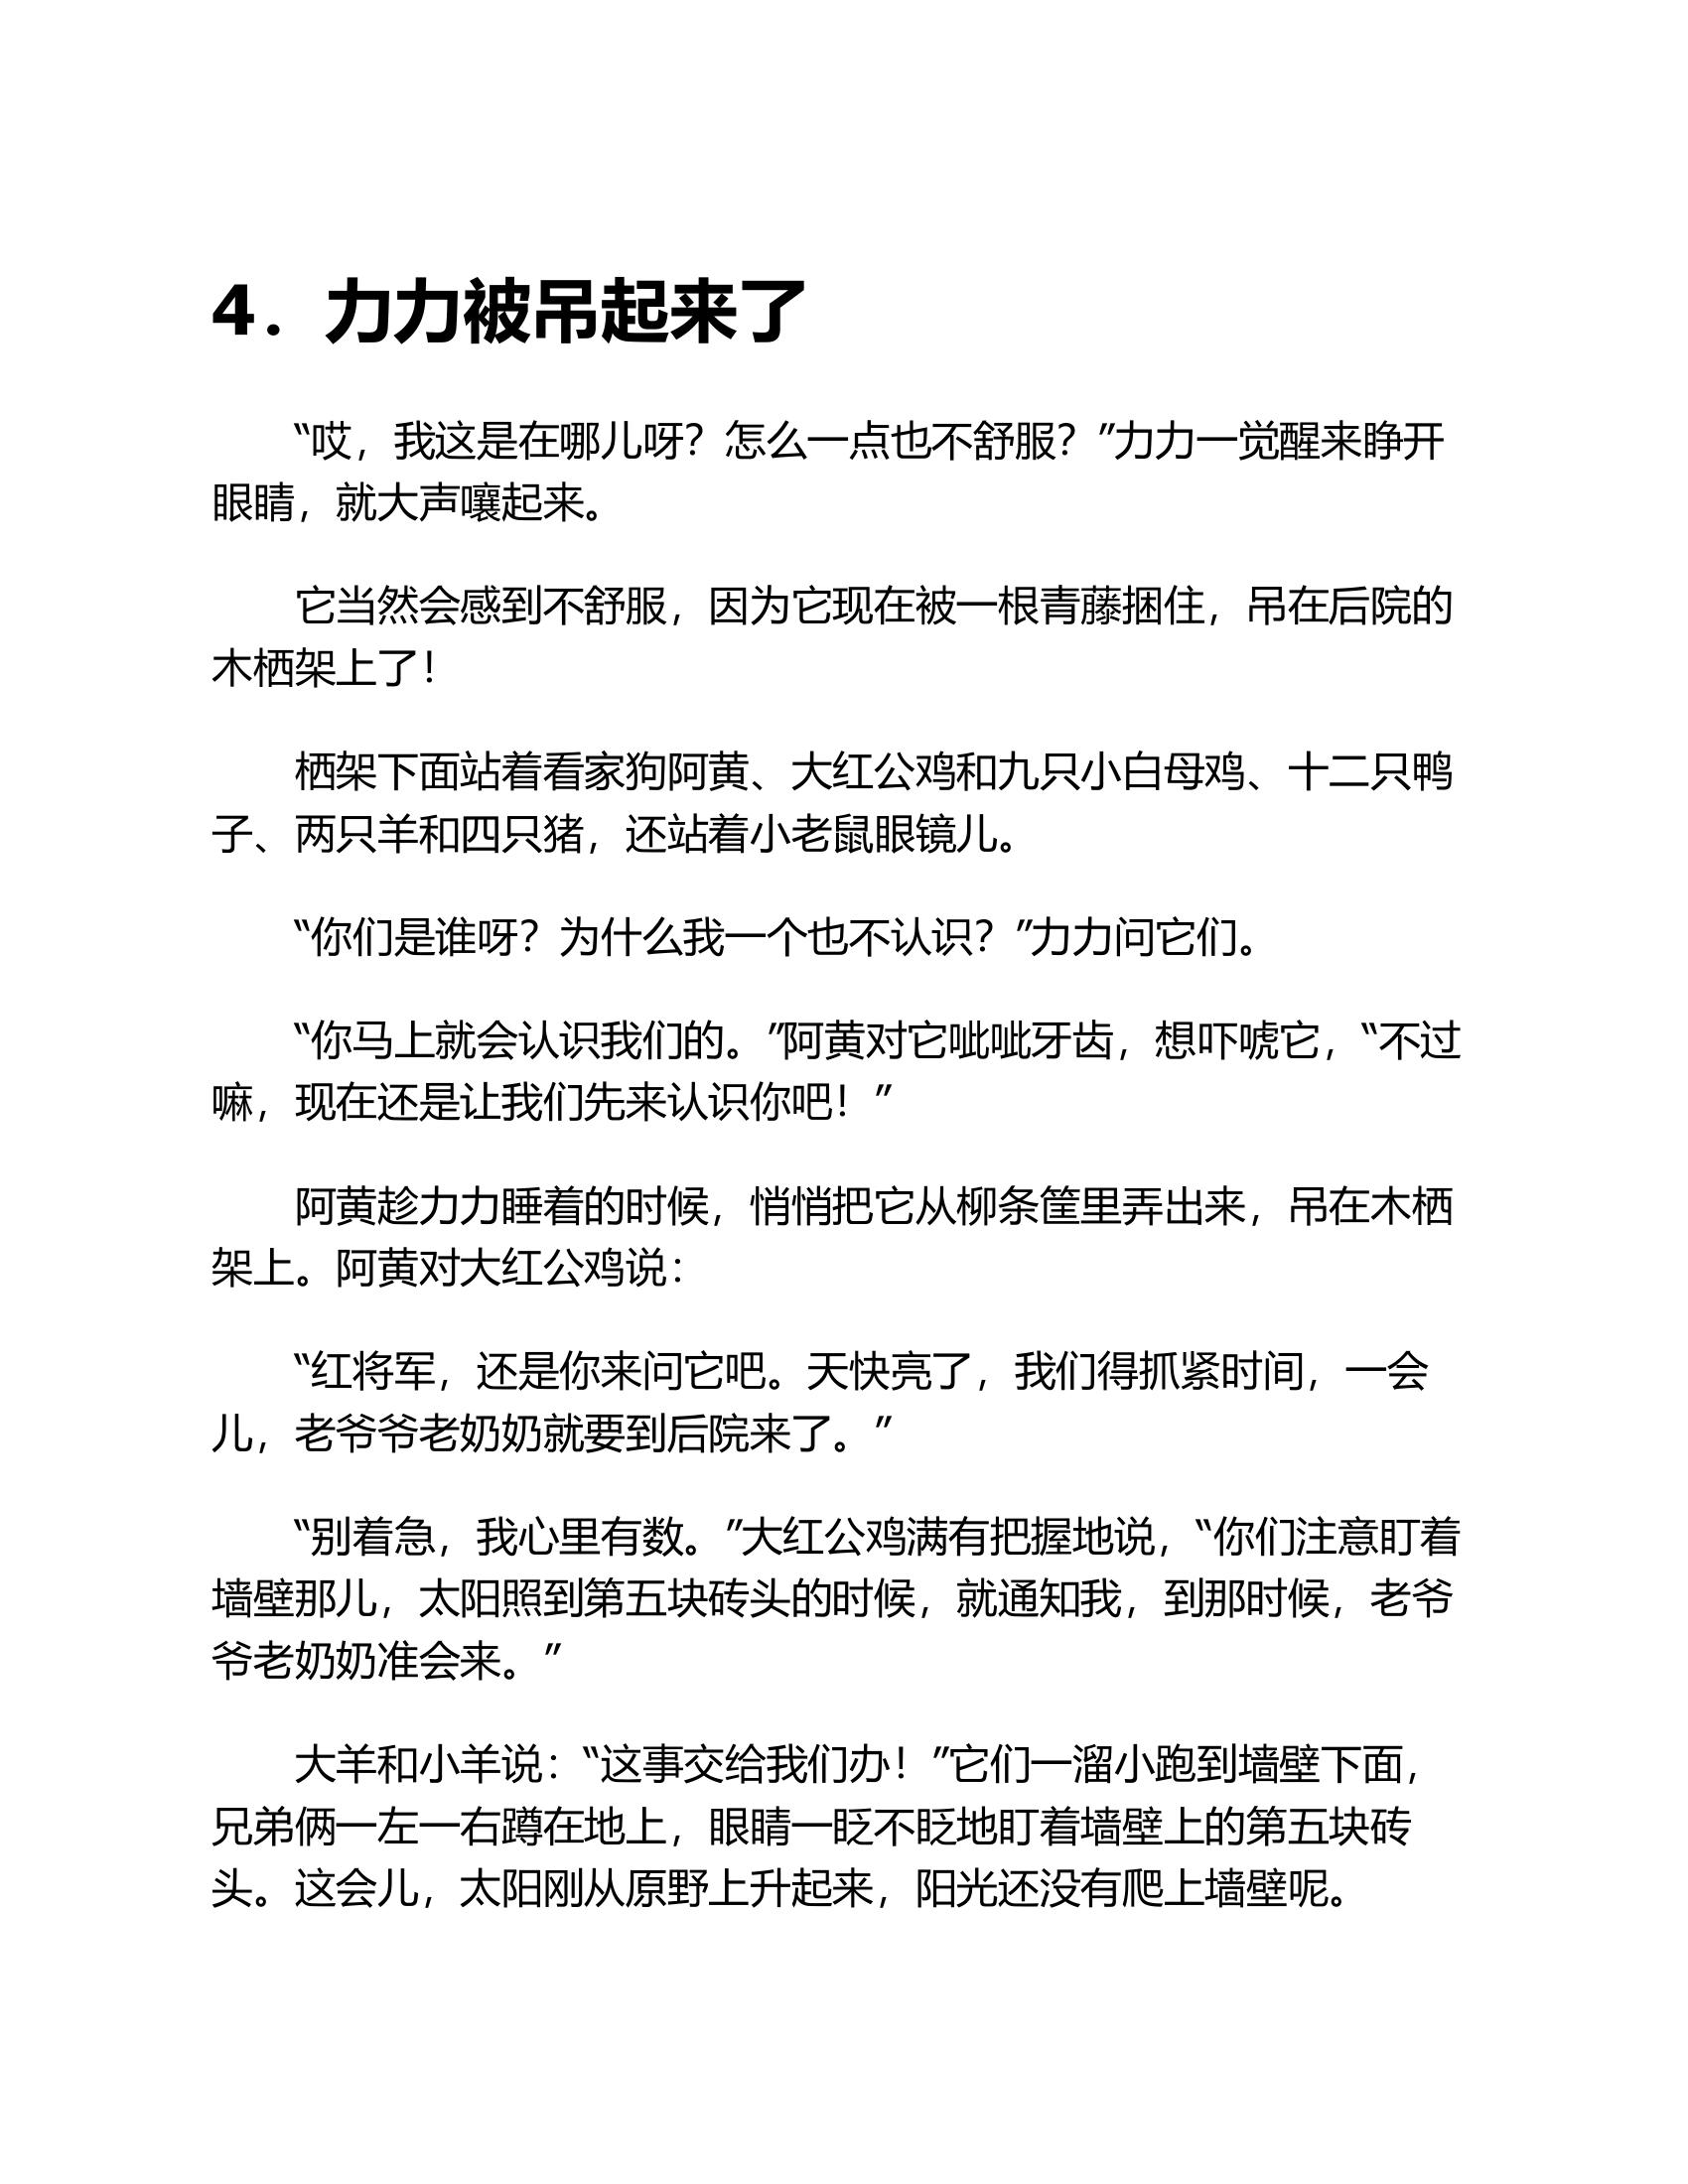 4．力力被吊起来了
“哎，我这是在哪儿呀？怎么一点也不舒服？”力力一觉醒来睁开
眼睛，就大声嚷起来。
它当然会感到不舒服，因为它现在被一根青藤捆住，吊在后院的
木栖架上了！
栖架下面站着看家狗阿黄、大红公鸡和九只小白母鸡、十二只鸭
子、两只羊和四只猪，还站着小老鼠眼镜儿。
“你们是谁呀？为什么我一个也不认识？”力力问它们。
“你马上就会认识我们的。”阿黄对它呲呲牙齿，想吓唬它，“不过
嘛，现在还是让我们先来认识你吧！”
阿黄趁力力睡着的时候，悄悄把它从柳条筐里弄出来，吊在木栖
架上。阿黄对大红公鸡说：
“红将军，还是你来问它吧。天快亮了，我们得抓紧时间，一会
儿，老爷爷老奶奶就要到后院来了。”
“别着急，我心里有数。”大红公鸡满有把握地说，“你们注意盯着
墙壁那儿，太阳照到第五块砖头的时候，就通知我，到那时候，老爷
爷老奶奶准会来。”
大羊和小羊说：“这事交给我们办！”它们一溜小跑到墙壁下面，
兄弟俩一左一右蹲在地上，眼睛一眨不眨地盯着墙壁上的第五块砖
头。这会儿，太阳刚从原野上升起来，阳光还没有爬上墙壁呢。